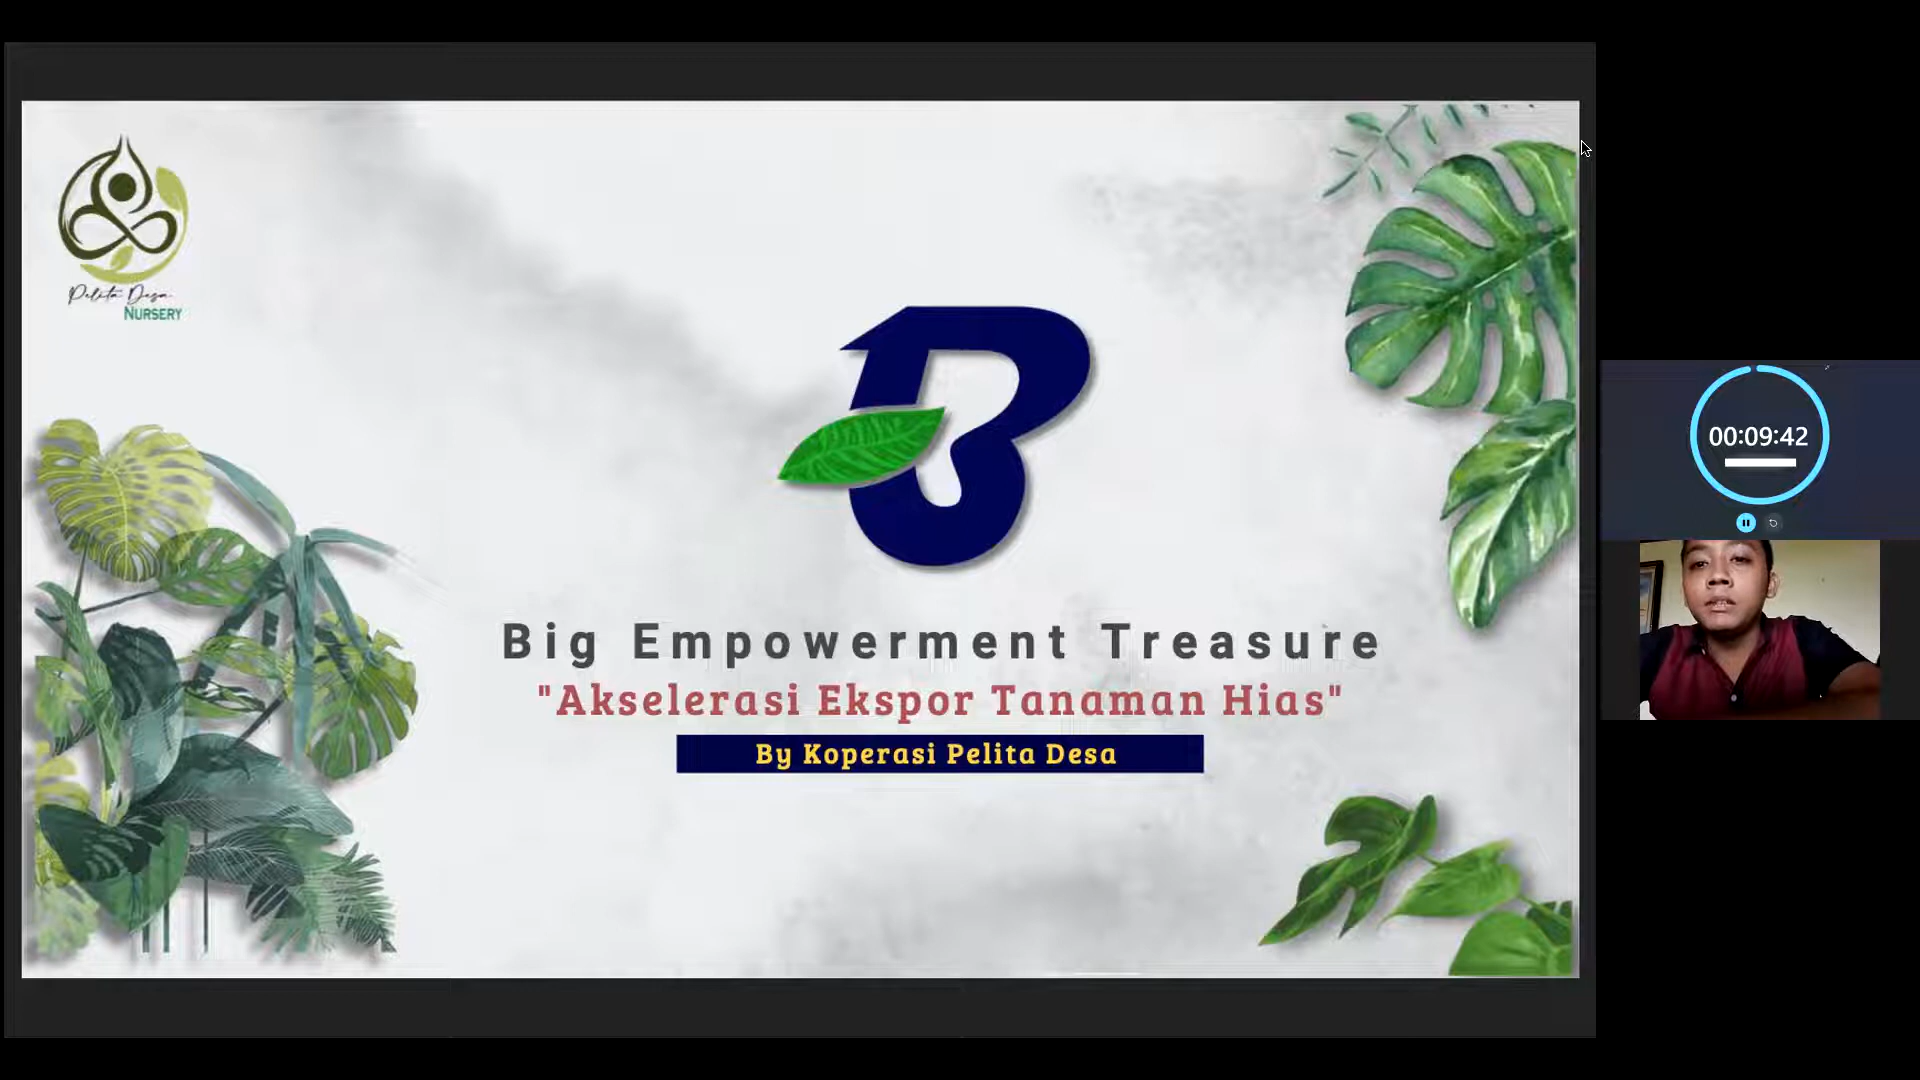 Pelita Desa
NURSERY
B
Big Empowerment Treasure
"Akselerasi Ekspor Tanaman Hias"
By Koperasi Pelita Desa
00:09:42